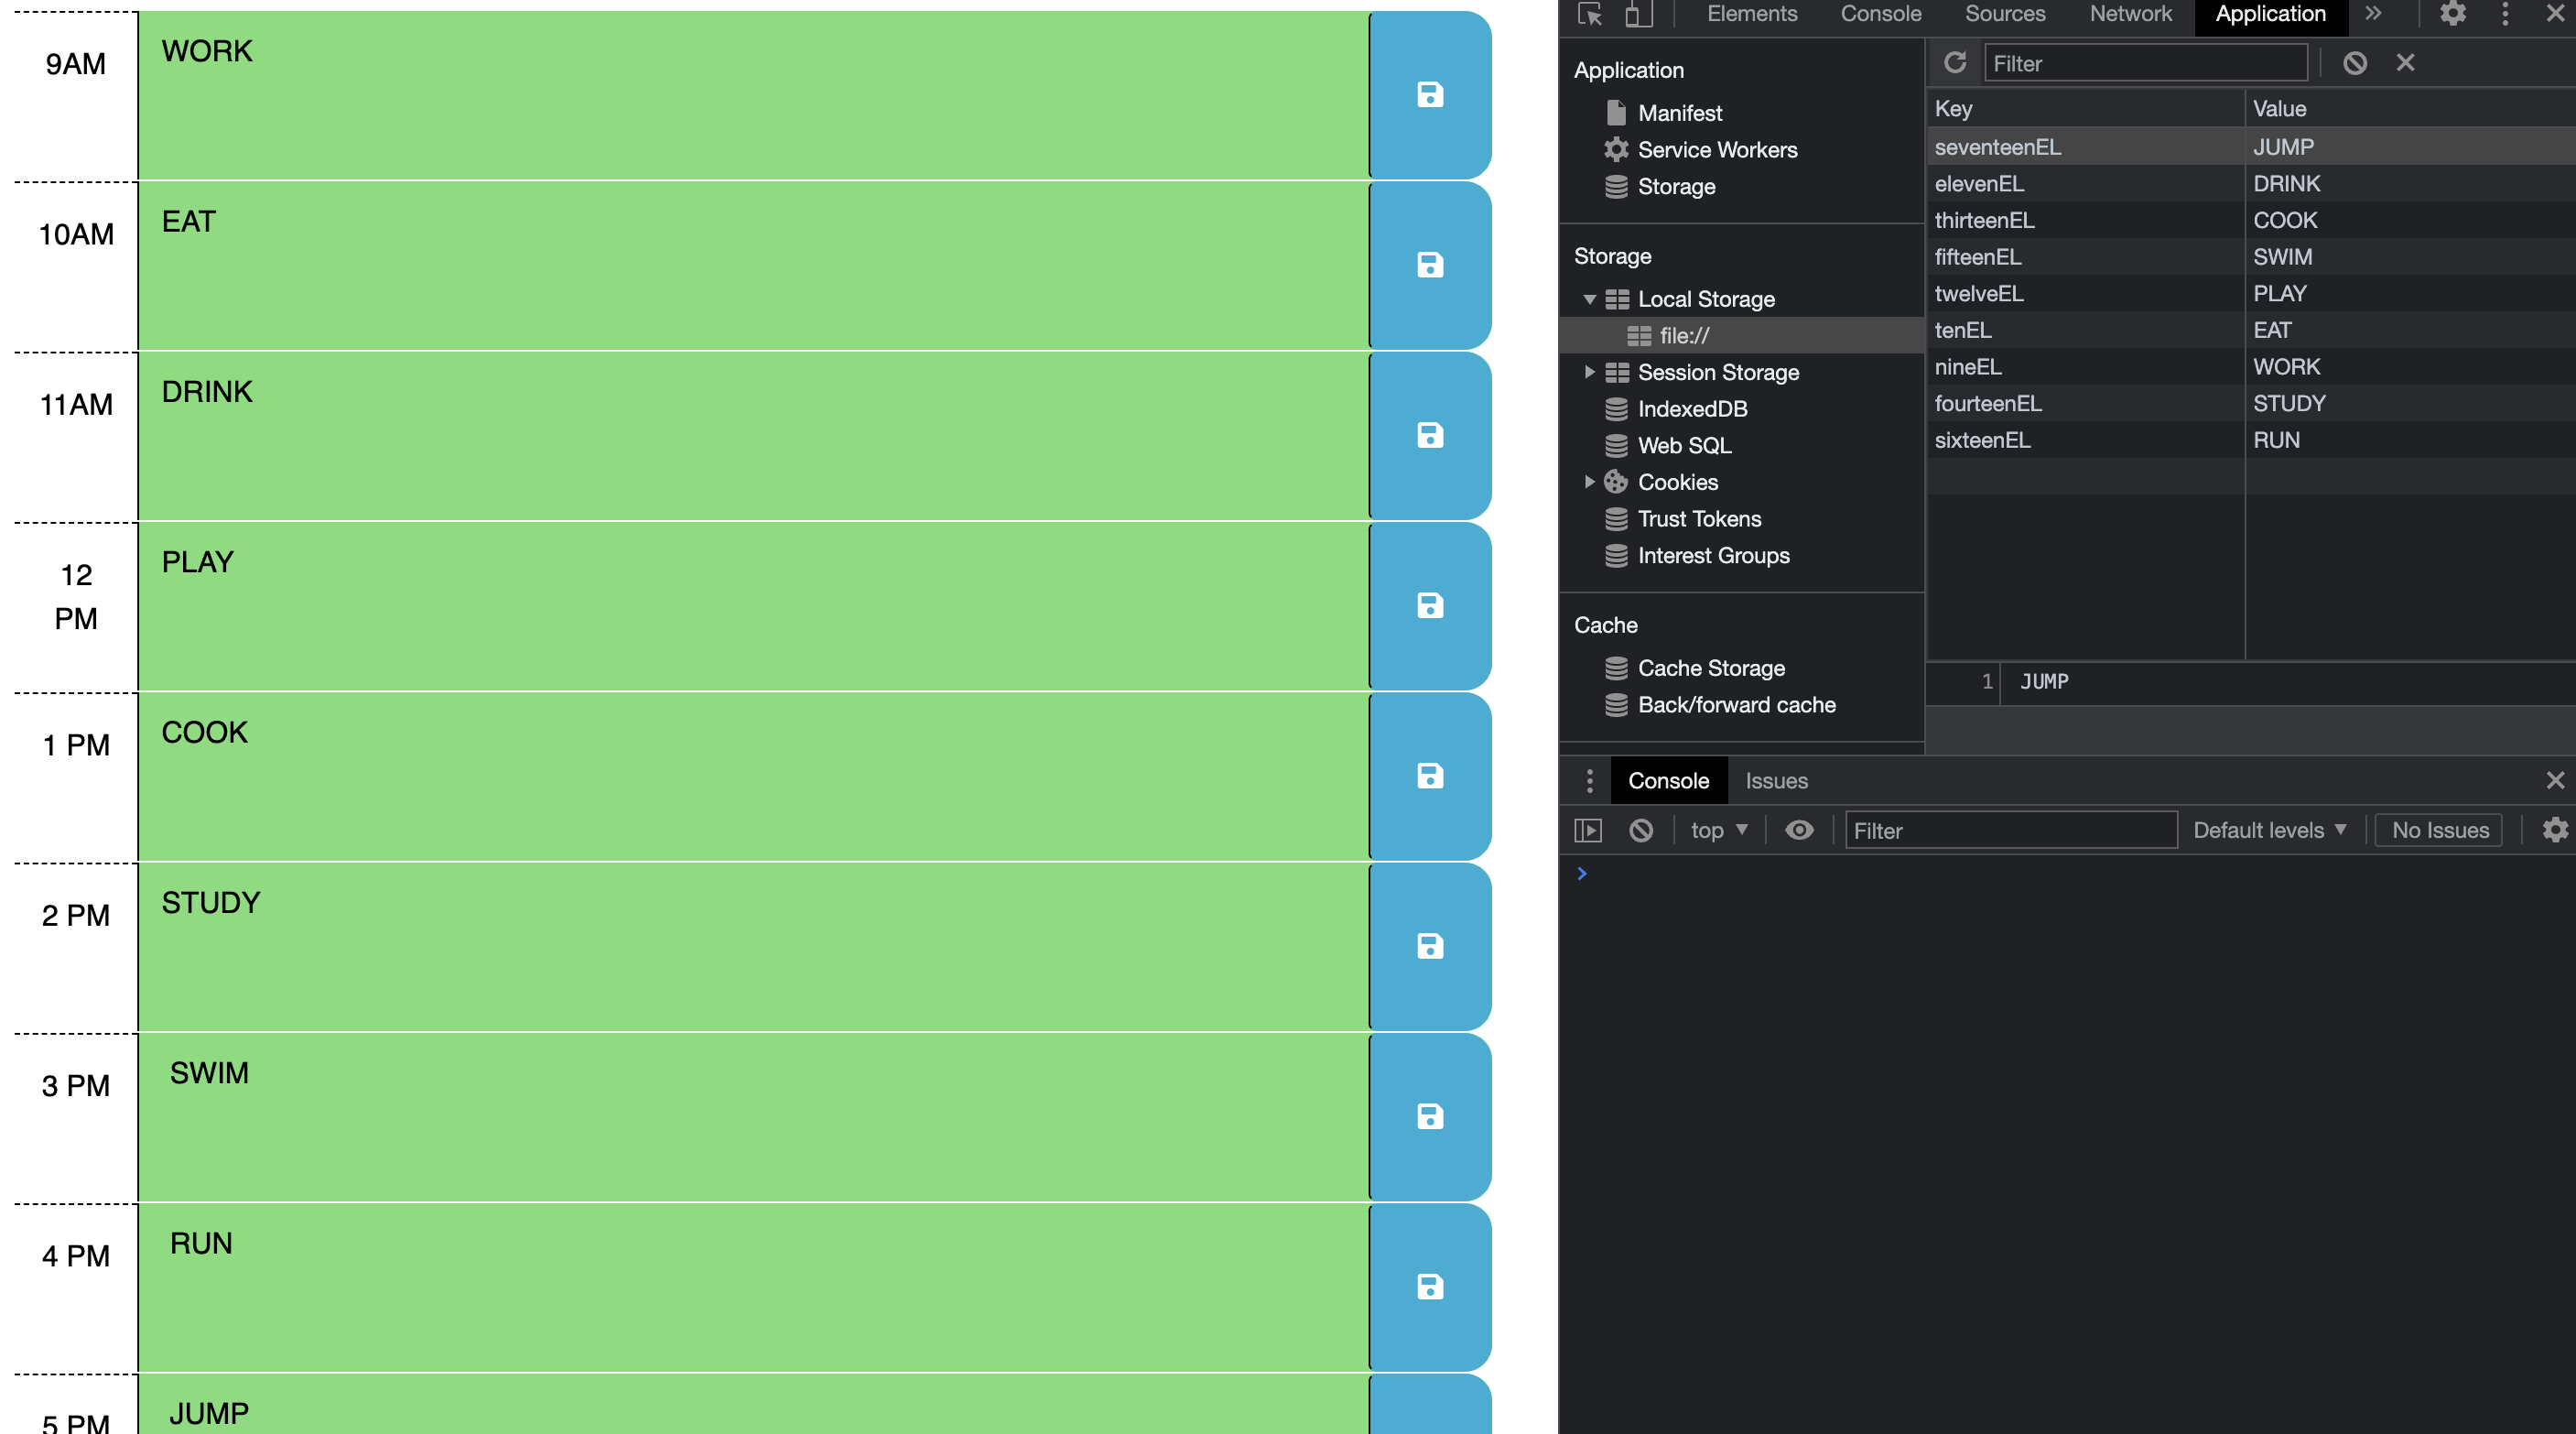 9AM
WORK
10AM
EAT
11AM
DRINK
12
PM
PLAY
1 PM
COOK
2 PM
STUDY
3 PM
SWIM
4 PM
RUN
5 PM
JUMP
Elements Console Sources Network Application
Application
Manifest
Service Workers
Storage
Storage
Local Storage
file://
Session Storage
IndexedDB
Web SQL
Cookies
Trust Tokens
Interest Groups
Cache
Cache Storage
Back/forward cache
Filter
Key Value
seventeenEL JUMP
elevenEL DRINK
thirteenEL COOK
fifteenEL SWIM
twelveEL PLAY
tenEL EAT
nineEL WORK
fourteenEL STUDY
sixteenEL RUN
1 JUMP
Console Issues
top Filter Default levels No Issues